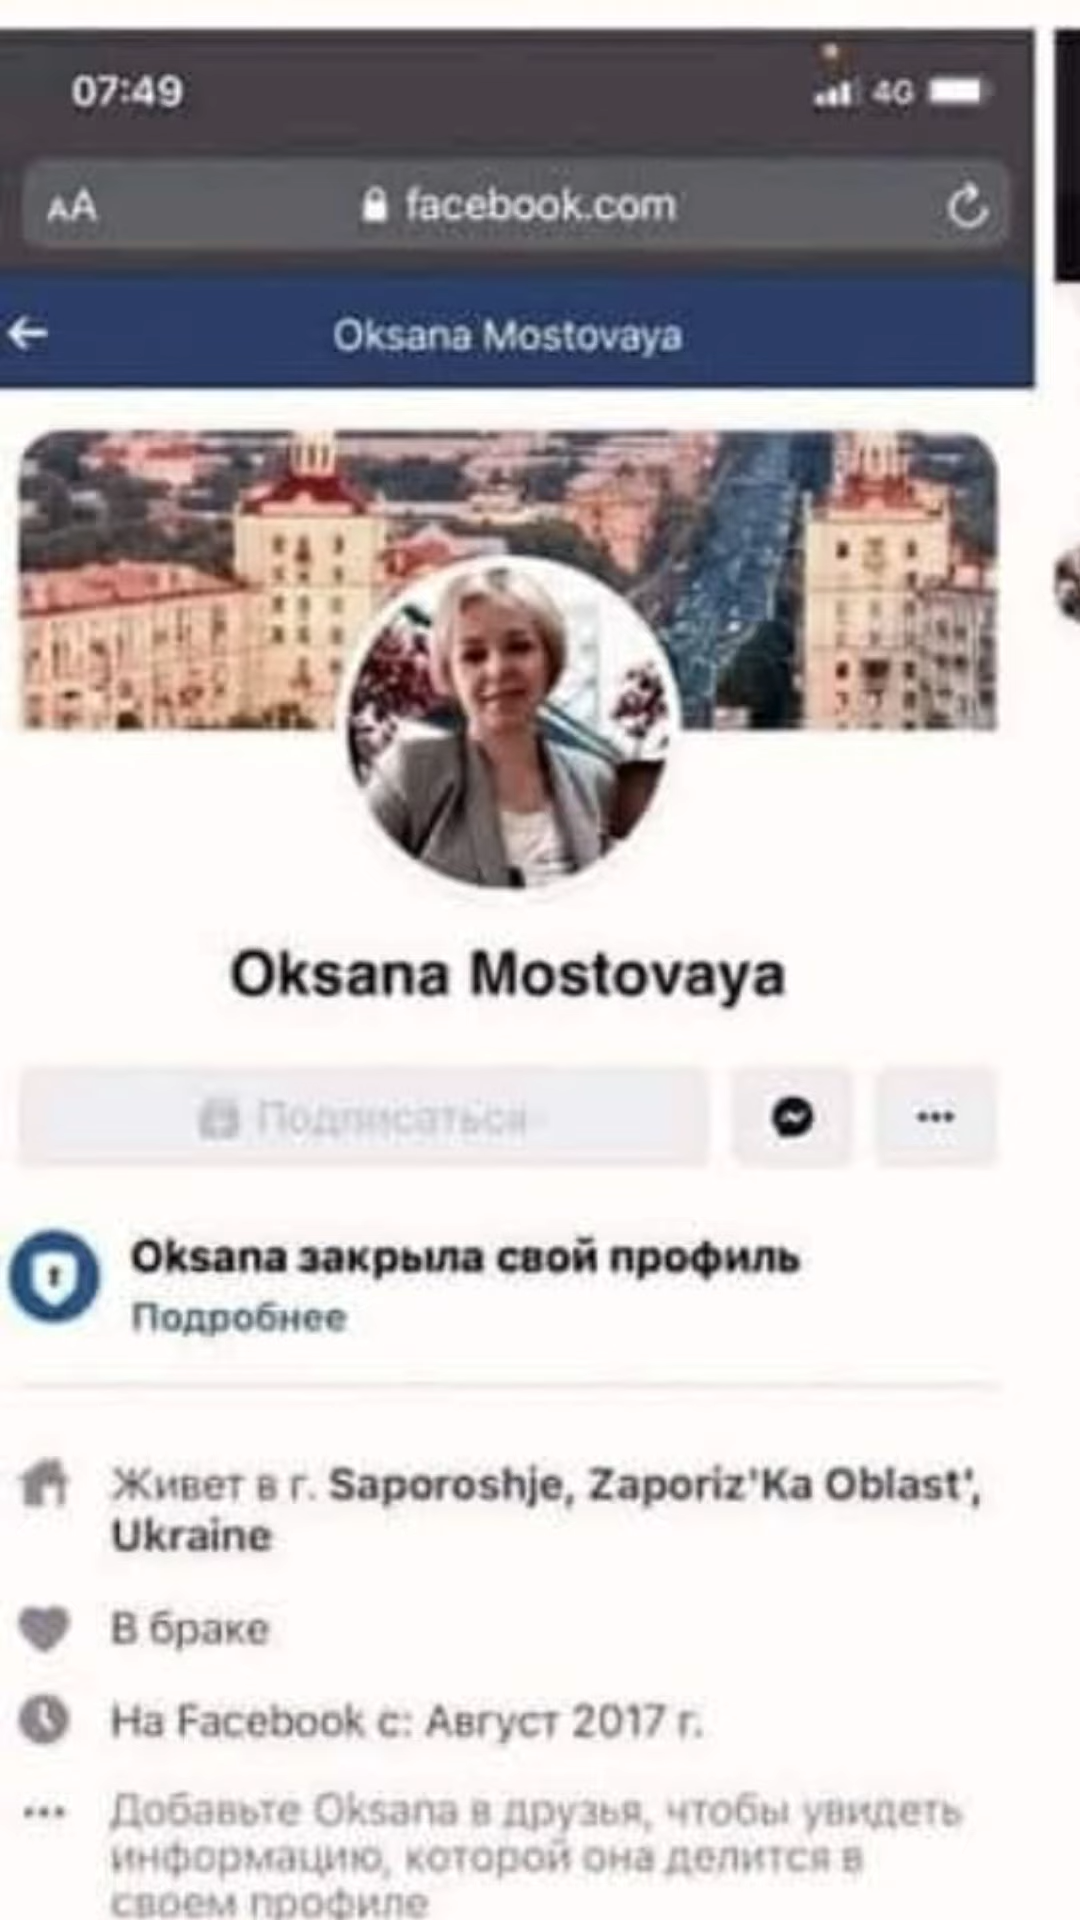 07:49
4G
AA
facebook.com
Oksana Mostovaya
Oksana Mostovaya
Подписаться
Oksana закрыла свой профиль
Подробнее
Живет в г. Saporoshje, Zaporiz'Ka Oblast',
Ukraine
В браке
На Facebook с: Август 2017 г.
Добавьте Oksana в друзья, чтобы увидеть
информацию, которой она делится в
своем профиле